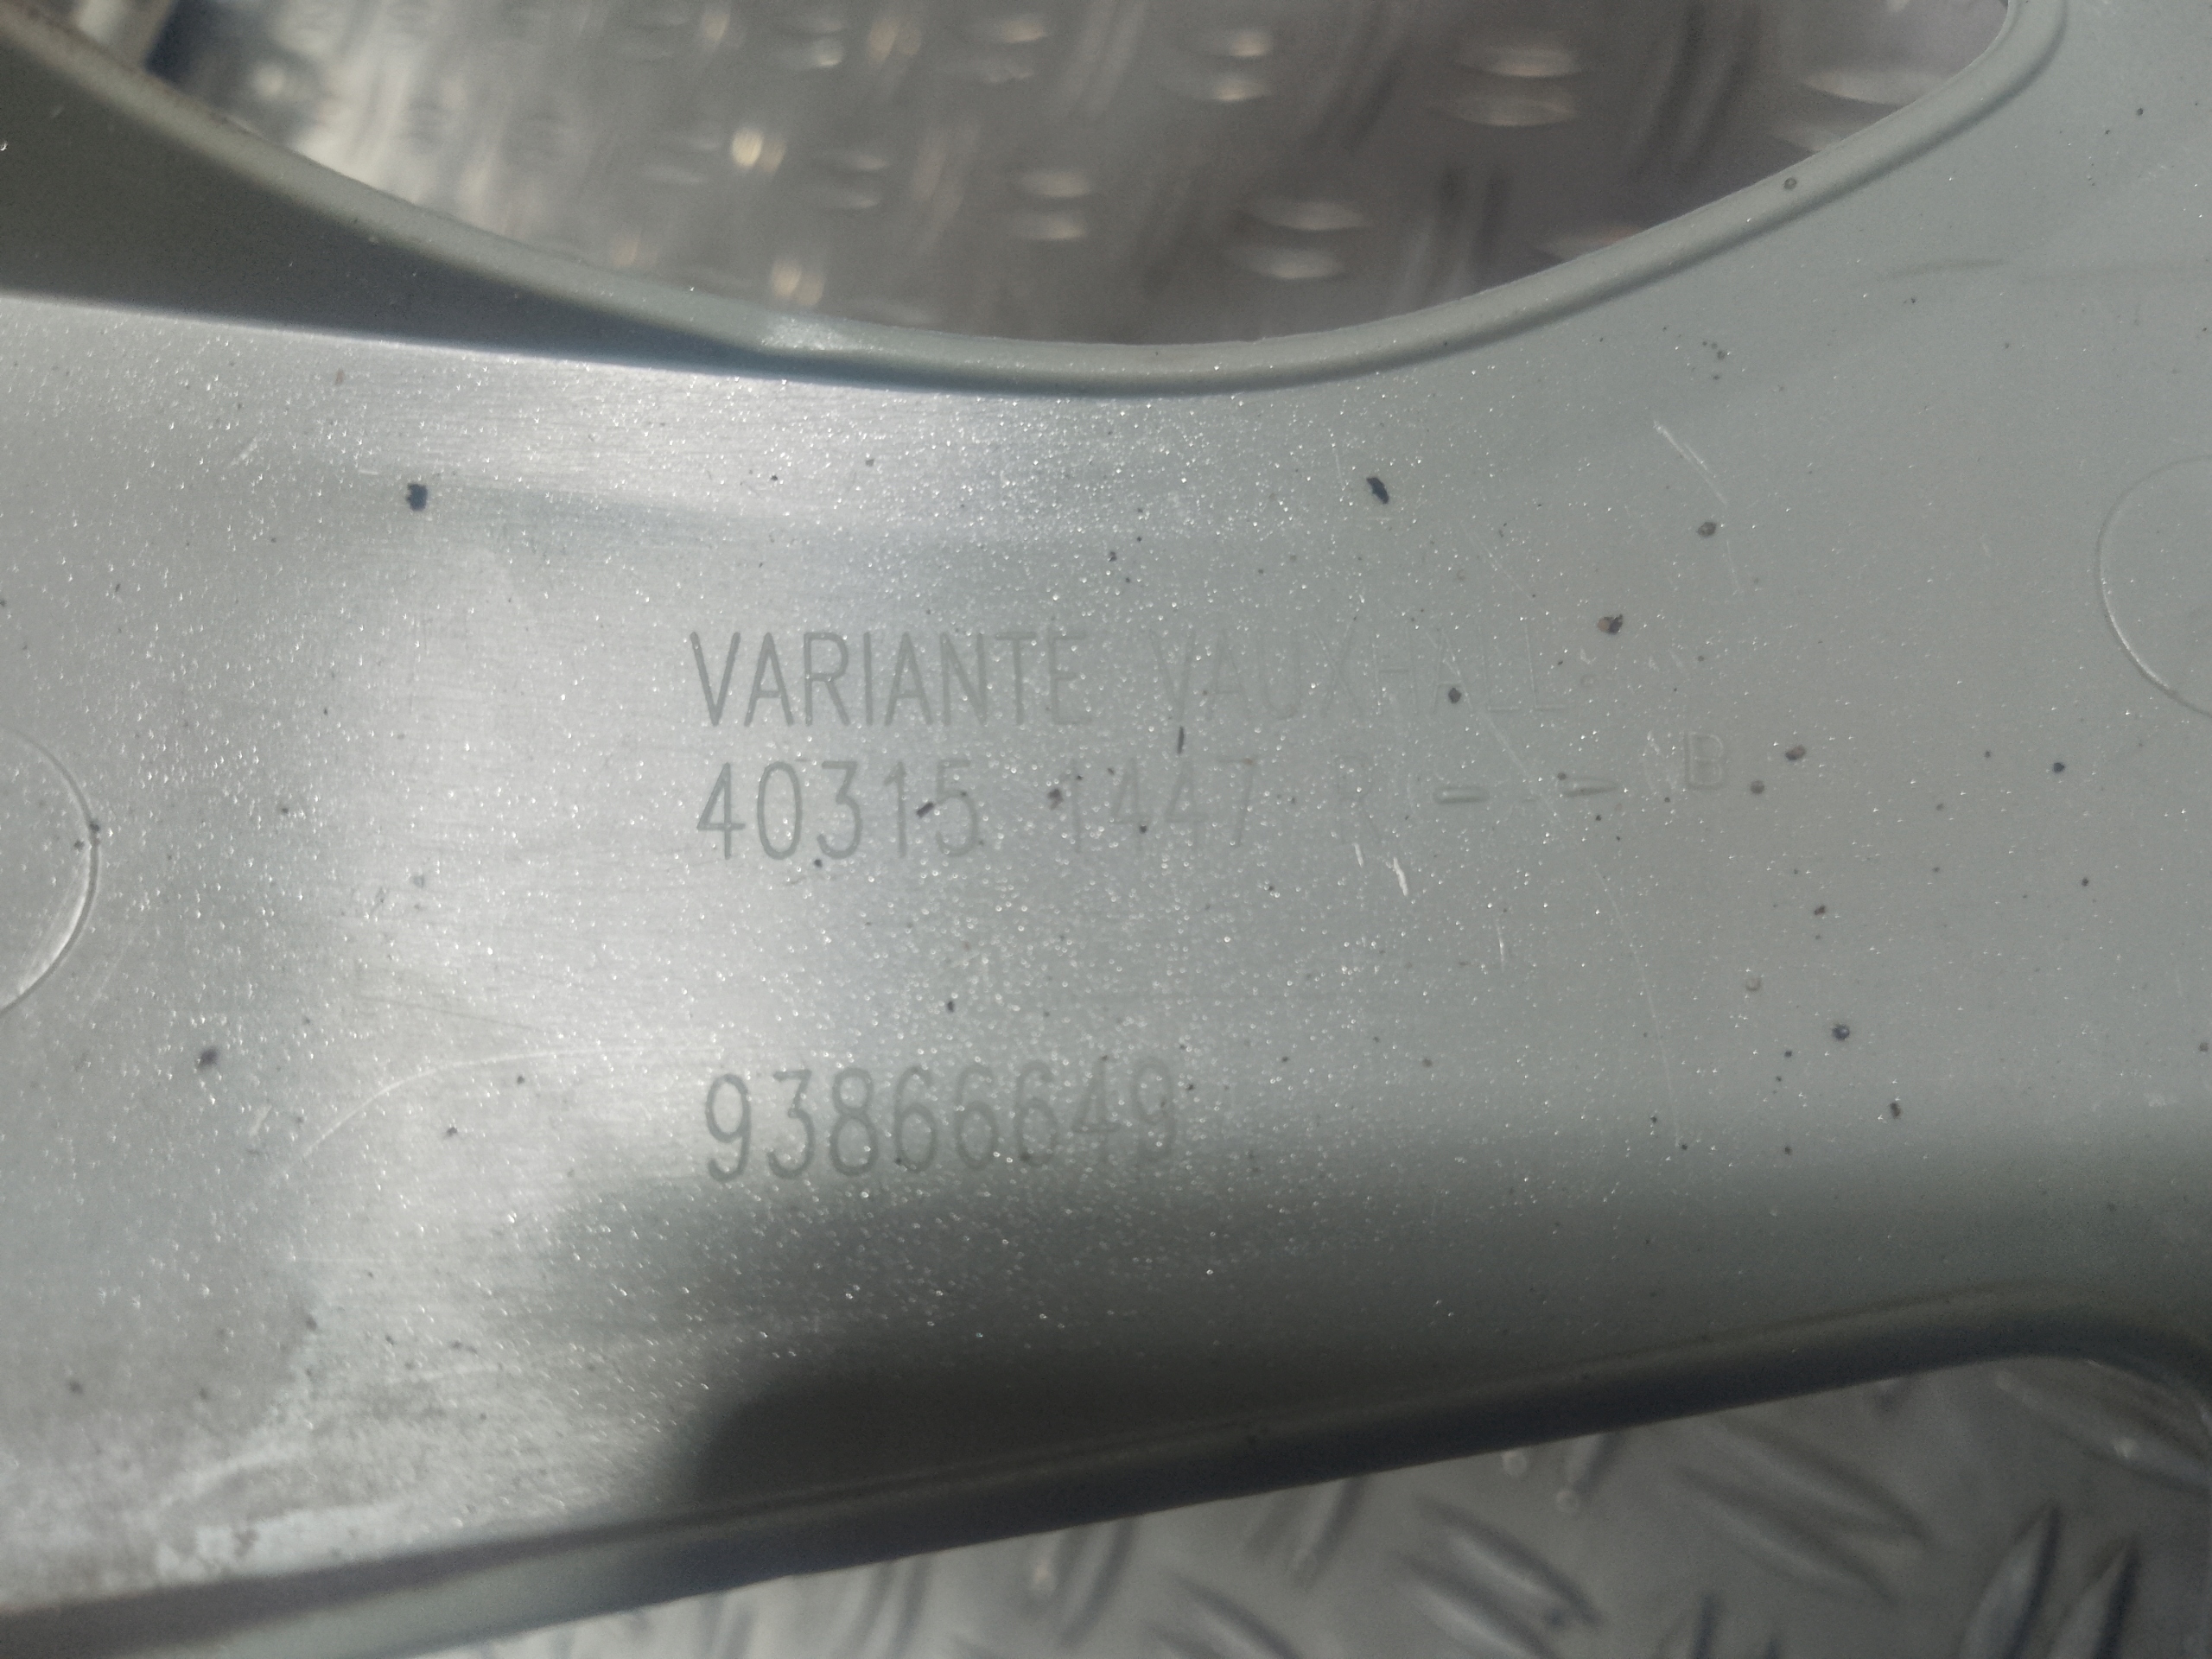 VARIANTE VAUXHALL
40315 1447 R -.- B
93866649